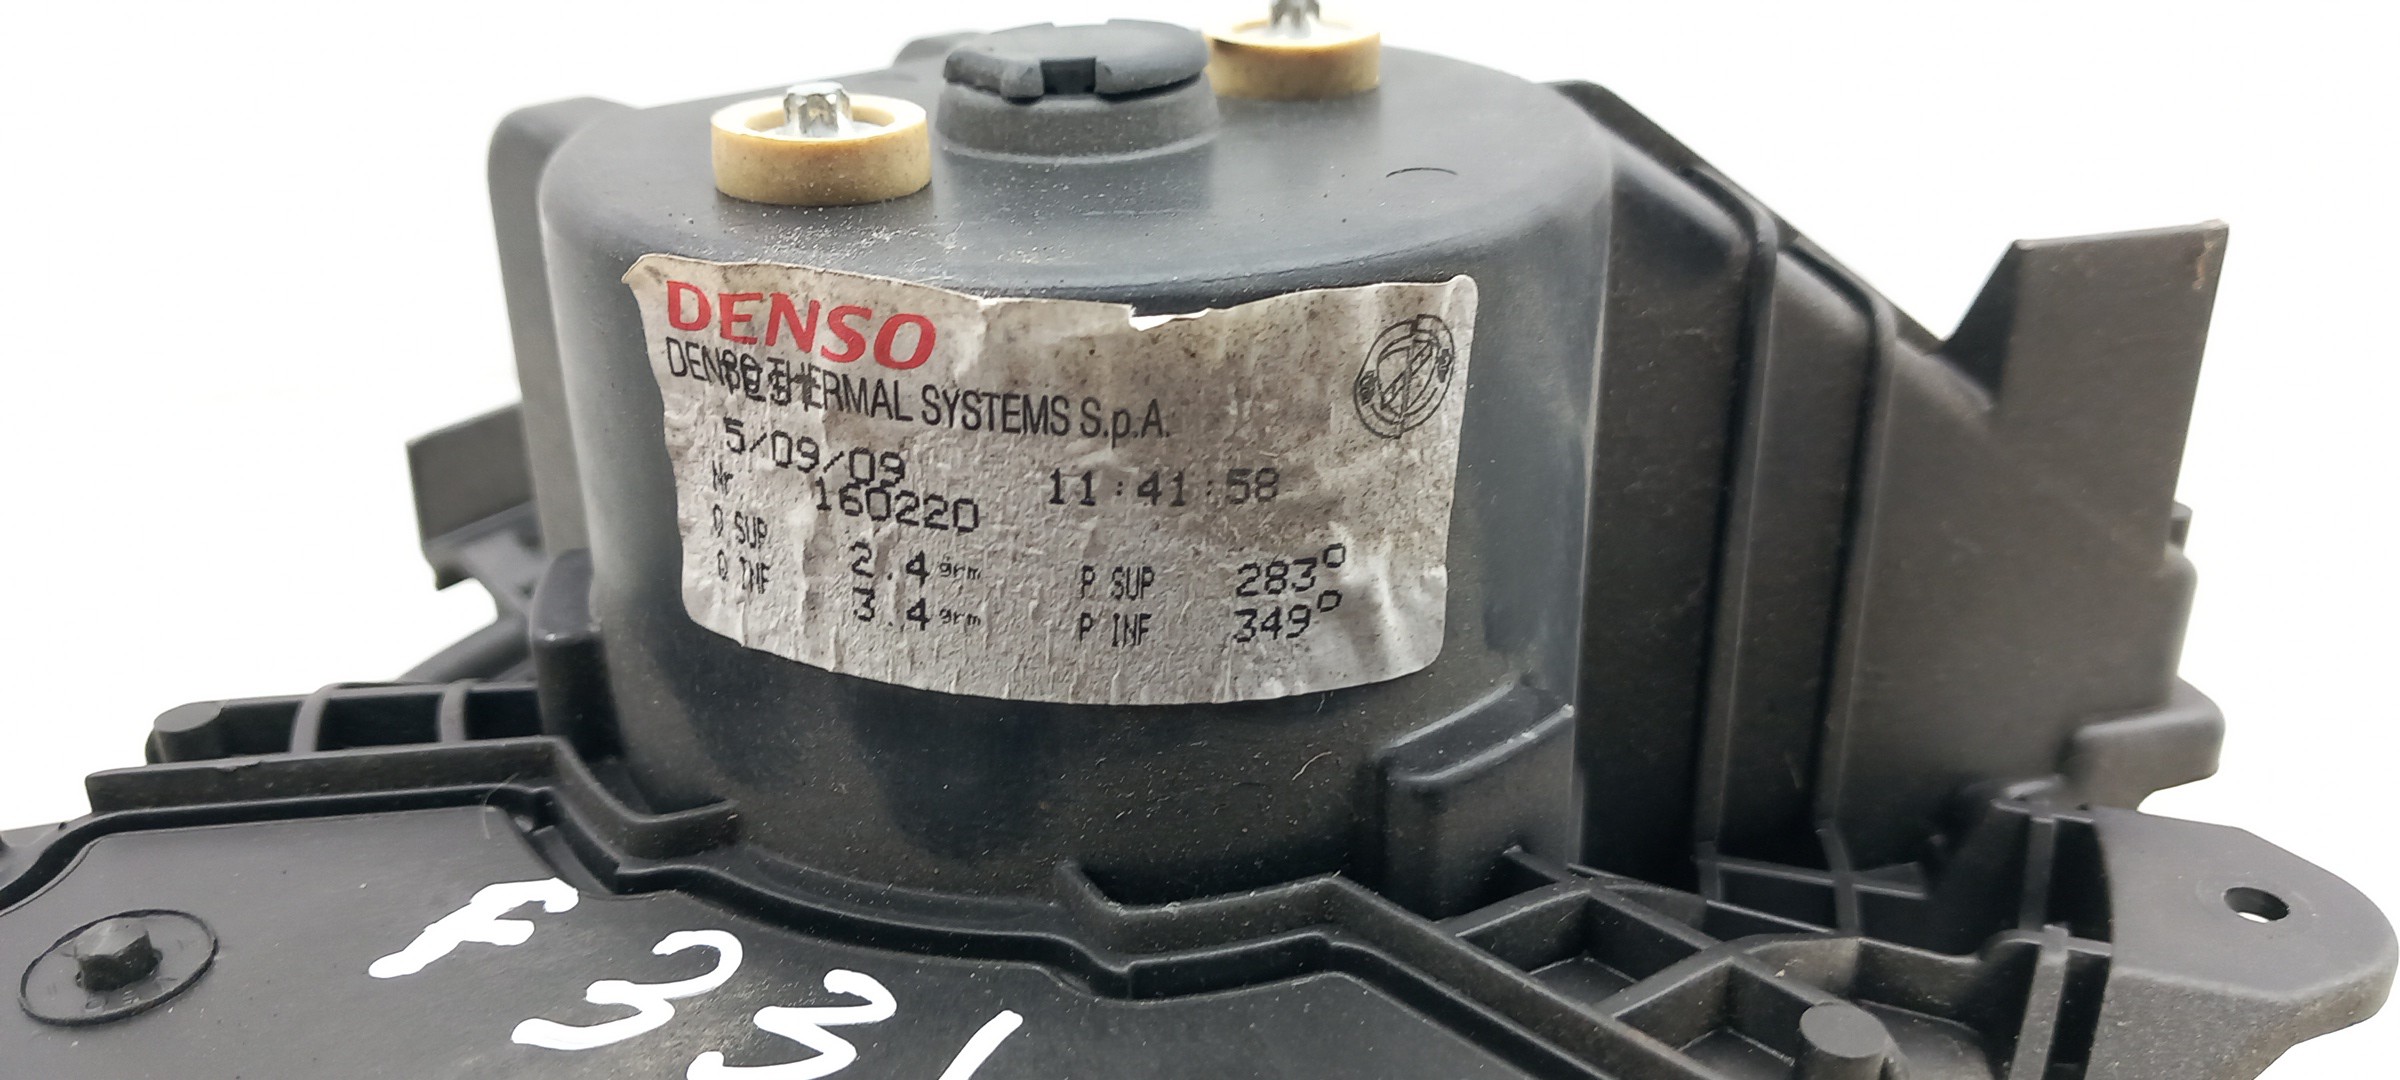 DENSO
DENSO THERMAL SYSTEMS S.p.A.
5/09/09 11:41:58
Nr 160220
Q SUP 2.4 grm P SUP 283°
Q INF 3.4 grm P INF 349°
F 331